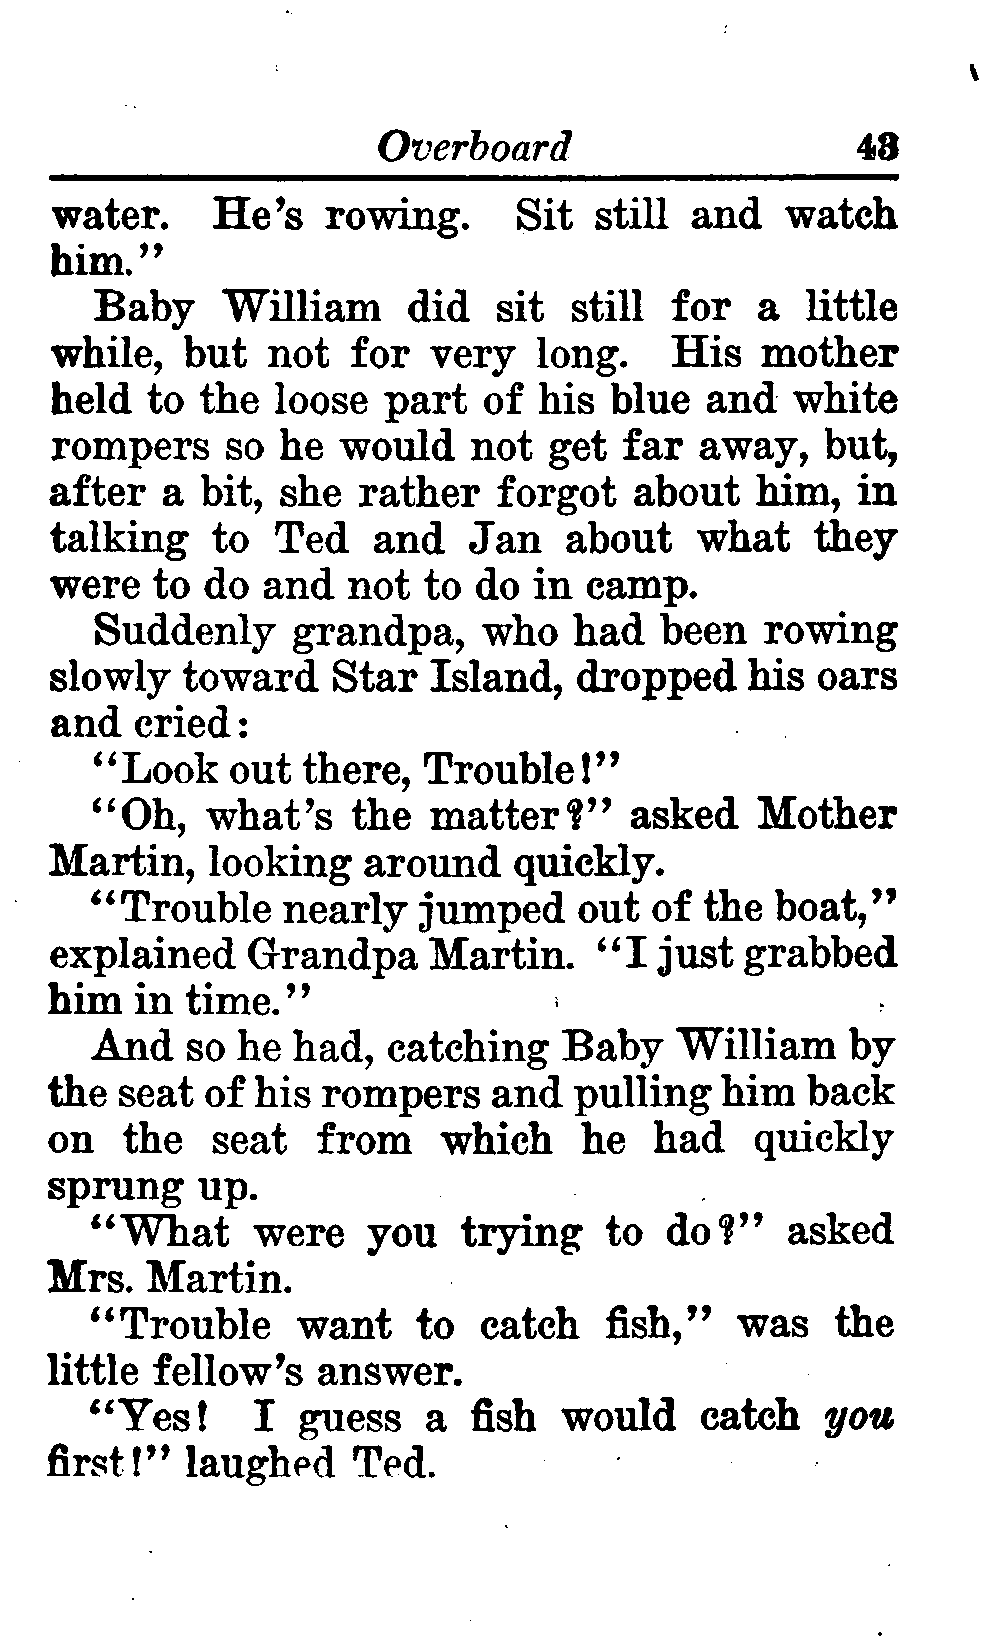 Overboard 43
water. He's rowing. Sit still and watch
him."
Baby William did sit still for a little
while, but not for very long. His mother
held to the loose part of his blue and white
rompers so he would not get far away, but,
after a bit, she rather forgot about him, in
talking to Ted and Jan about what they
were to do and not to do in camp.
Suddenly grandpa, who had been rowing
slowly toward Star Island, dropped his oars
and cried:
"Look out there, Trouble!"
"Oh, what's the matter?" asked Mother
Martin, looking around quickly.
"Trouble nearly jumped out of the boat,"
explained Grandpa Martin. "I just grabbed
him in time."
And so he had, catching Baby William by
the seat of his rompers and pulling him back
on the seat from which he had quickly
sprung up.
"What were you trying to do?" asked
Mrs. Martin.
"Trouble want to catch fish," was the
little fellow's answer.
"Yes! I guess a fish would catch you
first!" laughed Ted.